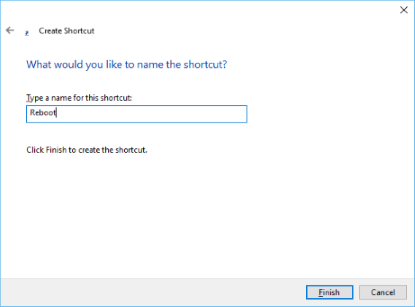 Create Shortcut
What would you like to name the shortcut?
Type a name for this shortcut:
Reboot
Click Finish to create the shortcut.
Finish Cancel